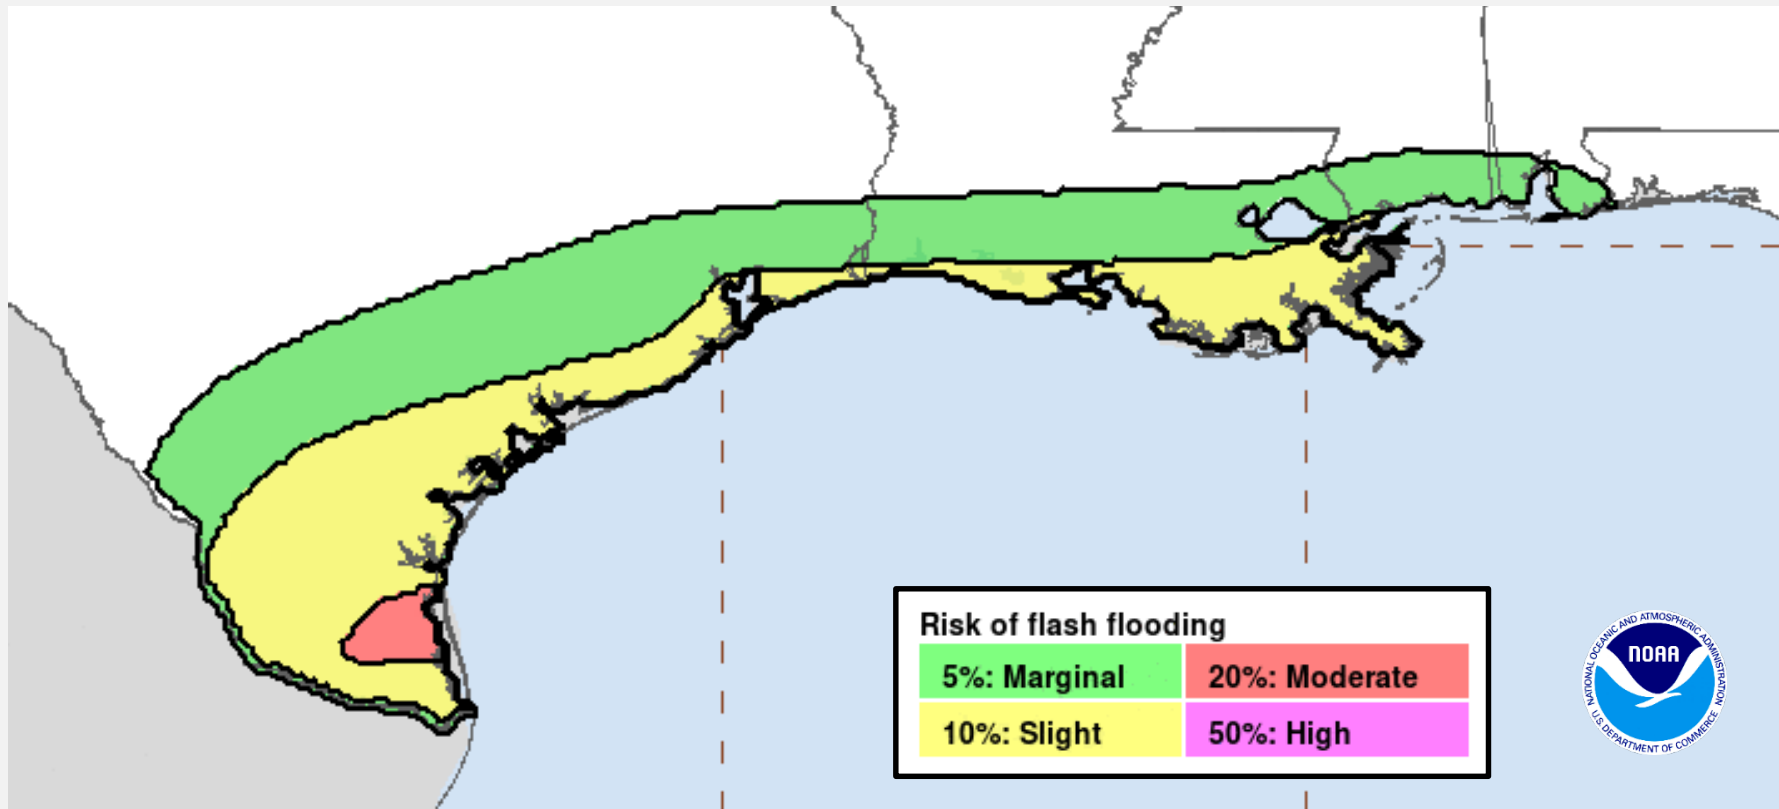 Risk of flash flooding
5%: Marginal
20%: Moderate
10%: Slight
50%: High
NATIONAL OCEANIC AND ATMOSPHERIC ADMINISTRATION
NOAA
U.S. DEPARTMENT OF COMMERCE